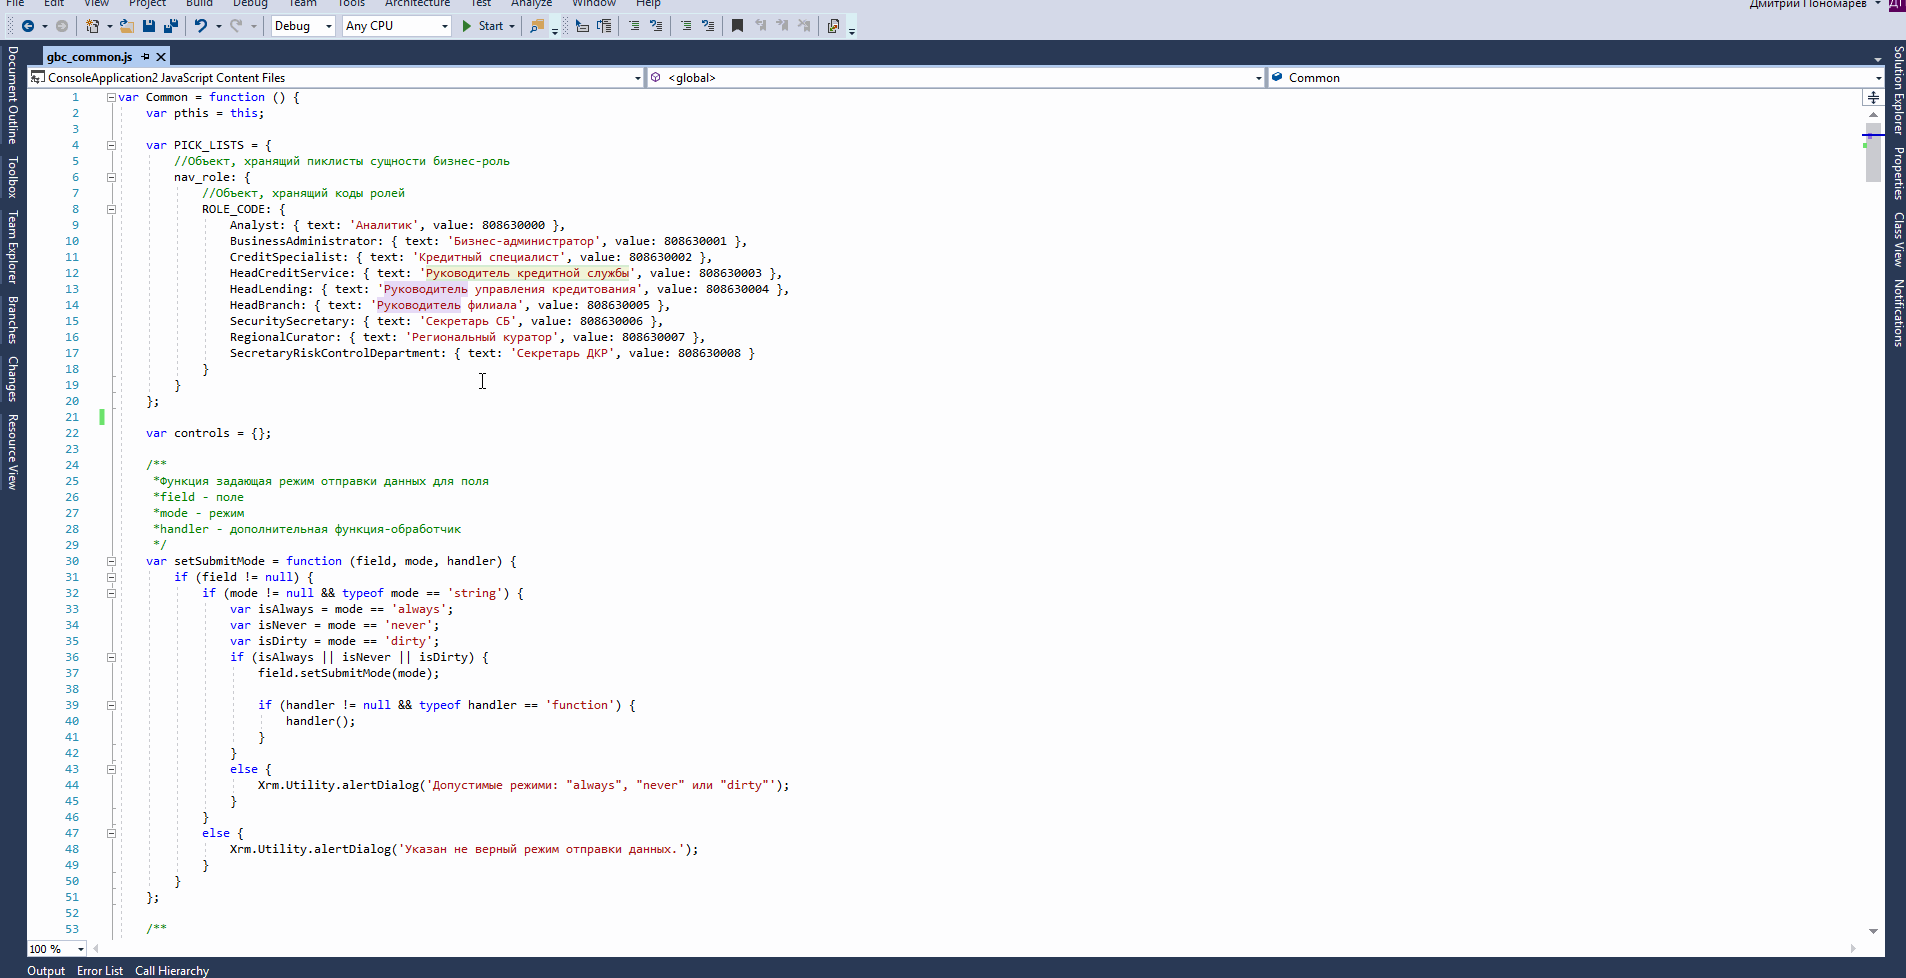 File Edit View Project Build Debug Team Tools Architecture Test Analyze Window Help Дмитрий Пономарев ДП
Debug Any CPU Start
gbc_common.js
ConsoleApplication2 JavaScript Content Files <global> Common
1 var Common = function () {
2 var pthis = this;
3
4 var PICK_LISTS = {
5 //Объект, хранящий пиклисты сущности бизнес-роль
6 nav_role: {
7 //Объект, хранящий коды ролей
8 ROLE_CODE: {
9 Analyst: { text: 'Аналитик', value: 808630000 },
10 BusinessAdministrator: { text: 'Бизнес-администратор', value: 808630001 },
11 CreditSpecialist: { text: 'Кредитный специалист', value: 808630002 },
12 HeadCreditService: { text: 'Руководитель кредитной службы', value: 808630003 },
13 HeadLending: { text: 'Руководитель управления кредитования', value: 808630004 },
14 HeadBranch: { text: 'Руководитель филиала', value: 808630005 },
15 SecuritySecretary: { text: 'Секретарь СБ', value: 808630006 },
16 RegionalCurator: { text: 'Региональный куратор', value: 808630007 },
17 SecretaryRiskControlDepartment: { text: 'Секретарь ДКР', value: 808630008 }
18 }
19 }
20 };
21
22 var controls = {};
23
24 /**
25 *Функция задающая режим отправки данных для поля
26 *field - поле
27 *mode - режим
28 *handler - дополнительная функция-обработчик
29 */
30 var setSubmitMode = function (field, mode, handler) {
31 if (field != null) {
32 if (mode != null && typeof mode == 'string') {
33 var isAlways = mode == 'always';
34 var isNever = mode == 'never';
35 var isDirty = mode == 'dirty';
36 if (isAlways || isNever || isDirty) {
37 field.setSubmitMode(mode);
38
39 if (handler != null && typeof handler == 'function') {
40 handler();
41 }
42 }
43 else {
44 Xrm.Utility.alertDialog('Допустимые режими: "always", "never" или "dirty"');
45 }
46 }
47 else {
48 Xrm.Utility.alertDialog('Указан не верный режим отправки данных.');
49 }
50 }
51 };
52
53 /**
100 %
Output Error List Call Hierarchy
Document Outline
Toolbox
Team Explorer
Branches
Changes
Resource View
Solution Explorer
Properties
Class View
Notifications